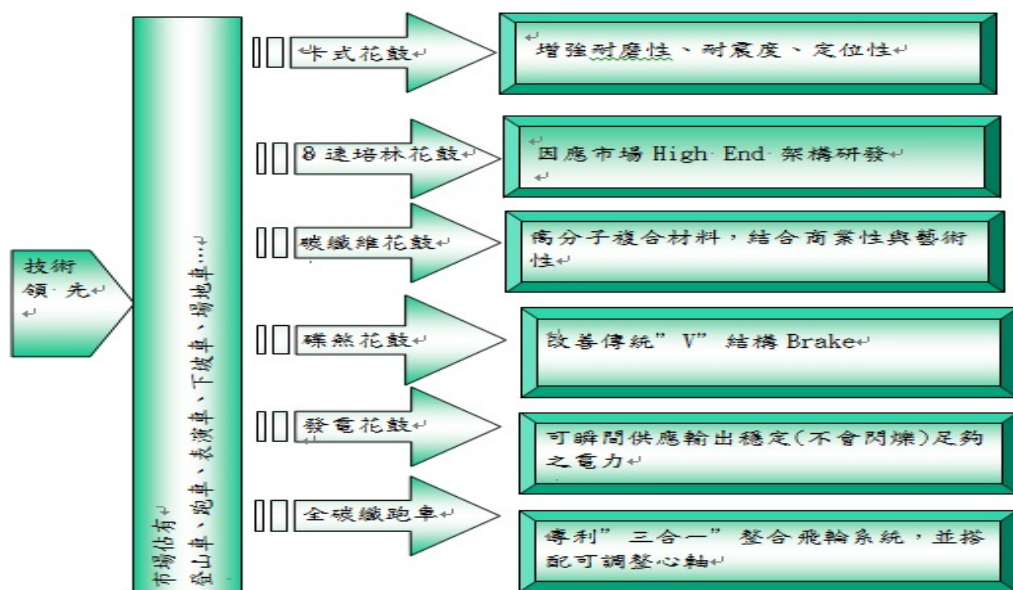 技術
領先
市場佔有
登山車、跑車、表演車、下坡車、場地車…
卡式花鼓
增強耐磨性、耐震度、定位性
8速培林花鼓
因應市場 High End 架構研發
碳纖維花鼓
高分子複合材料，結合商業性與藝術
性
碟煞花鼓
改善傳統”V”結構 Brake
發電花鼓
可瞬間供應輸出穩定(不會閃爍)足夠
之電力
全碳纖跑車
專利”三合一”整合飛輪系統，並搭
配可調整心軸